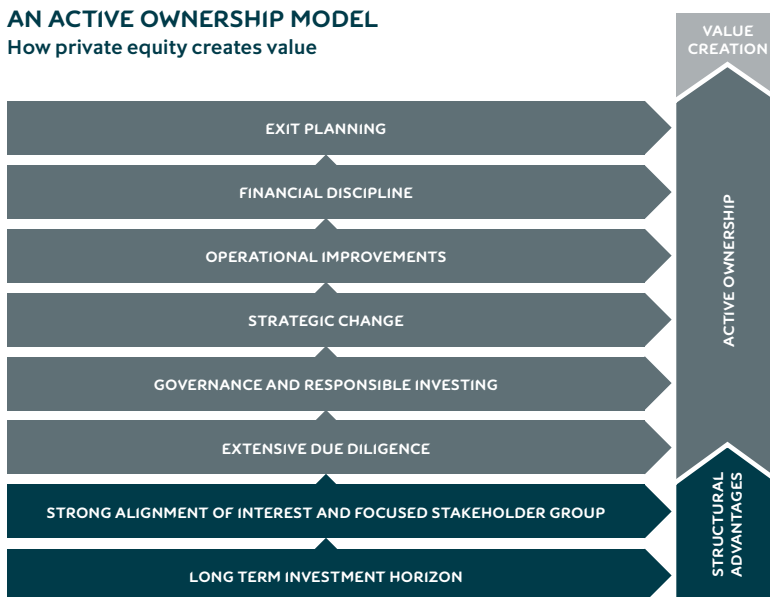 AN ACTIVE OWNERSHIP MODEL
How private equity creates value
VALUE
CREATION
EXIT PLANNING
FINANCIAL DISCIPLINE
OPERATIONAL IMPROVEMENTS
STRATEGIC CHANGE
GOVERNANCE AND RESPONSIBLE INVESTING
EXTENSIVE DUE DILIGENCE
STRONG ALIGNMENT OF INTEREST AND FOCUSED STAKEHOLDER GROUP
LONG TERM INVESTMENT HORIZON
ACTIVE OWNERSHIP
STRUCTURAL
ADVANTAGES